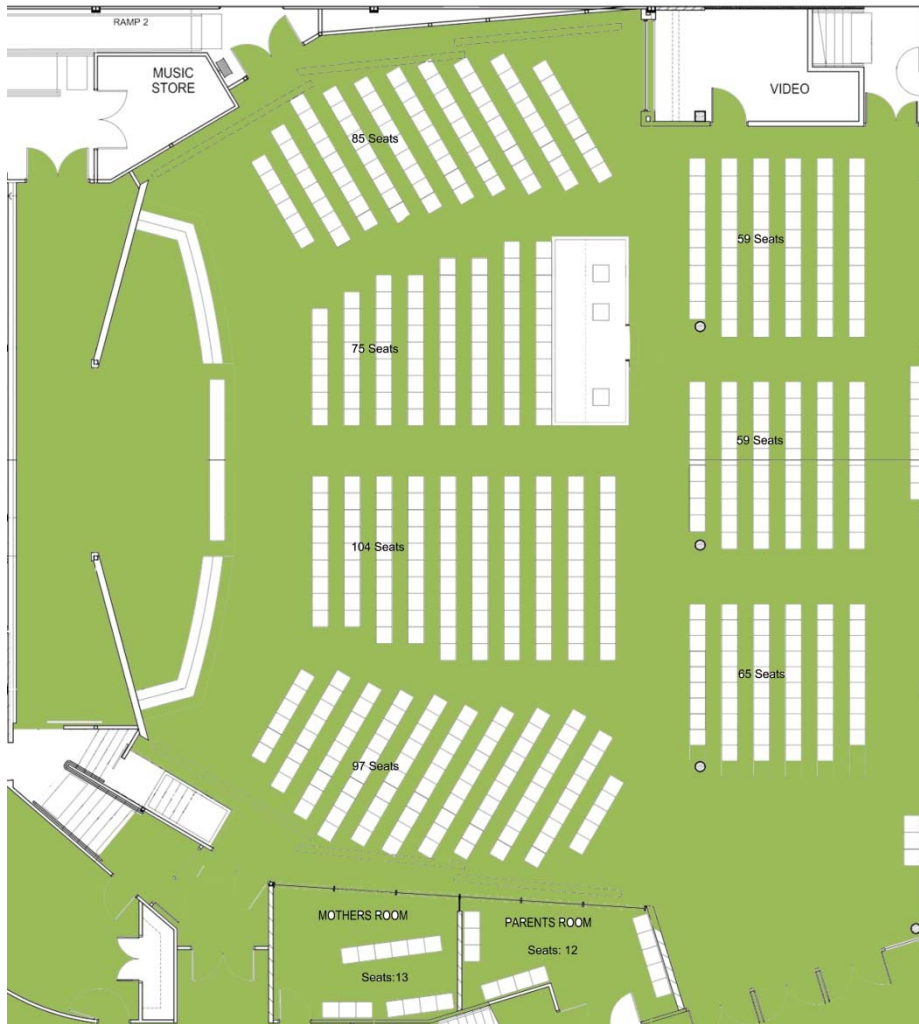 RAMP 2
MUSIC
STORE
VIDEO
85 Seats
59 Seats
75 Seats
59 Seats
104 Seats
65 Seats
97 Seats
MOTHERS ROOM
PARENTS ROOM
Seats: 12
Seats:13